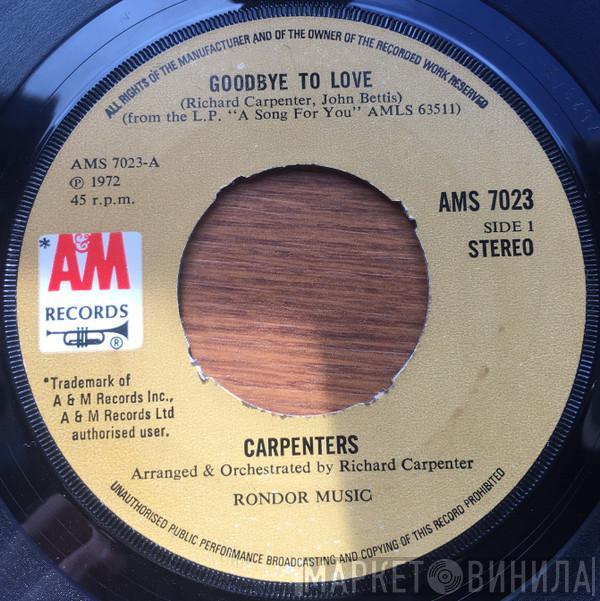 ALL RIGHTS OF THE MANUFACTURER AND OF THE OWNER OF THE RECORDED WORK RESERVED
GOODBYE TO LOVE
(Richard Carpenter, John Bettis)
(from the L.P. "A Song For You" AMLS 63511)
AMS 7023-A
℗ 1972
45 r.p.m.
AMS 7023
SIDE 1
STEREO
* A&M
RECORDS
®
*Trademark of
A & M Records Inc.,
A & M Records Ltd
authorised user.
CARPENTERS
Arranged & Orchestrated by Richard Carpenter
RONDOR MUSIC
UNAUTHORISED PUBLIC PERFORMANCE BROADCASTING AND COPYING OF THIS RECORD PROHIBITED
МАРКЕТ ВИНИЛА